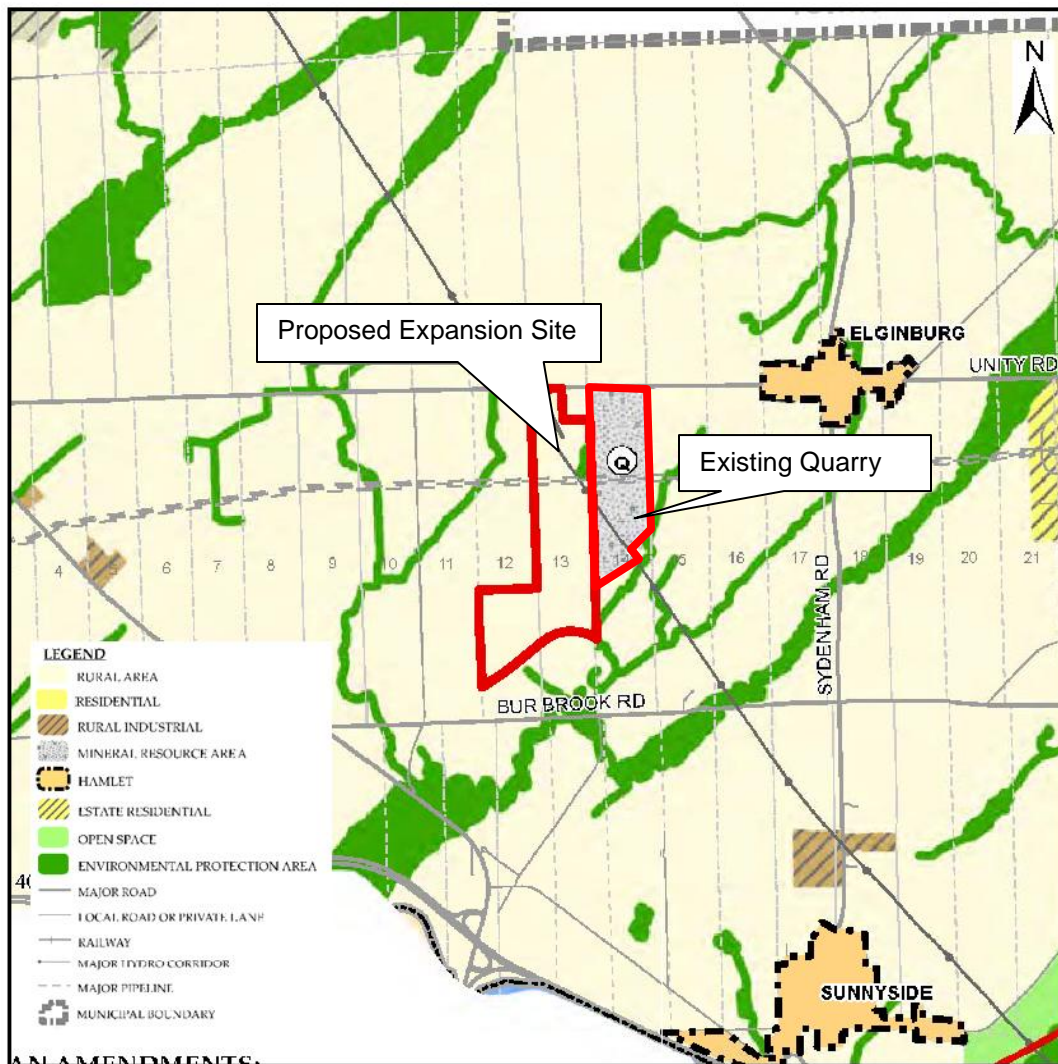 N
Proposed Expansion Site
ELGINBURG
UNITY RD
Q
Existing Quarry
4 6 7 8 9 10 11 12 13 14 16 17 18 19 20 21
SYDENHAM RD
BUR BROOK RD
LEGEND
RURAL AREA
RESIDENTIAL
RURAL INDUSTRIAL
MINERAL RESOURCE AREA
HAMLET
ESTATE RESIDENTIAL
OPEN SPACE
ENVIRONMENTAL PROTECTION AREA
MAJOR ROAD
LOCAL ROAD OR PRIVATE LANE
RAILWAY
MAJOR HYDRO CORRIDOR
MAJOR PIPELINE
MUNICIPAL BOUNDARY
SUNNYSIDE
AN AMENDMENTS: